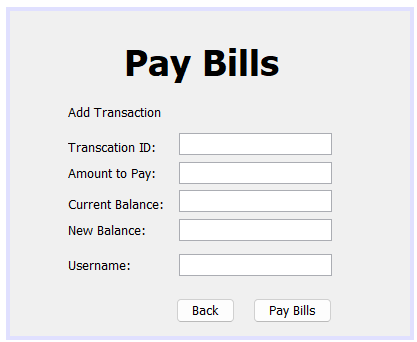 Pay Bills
Add Transaction
Transcation ID:
Amount to Pay:
Current Balance:
New Balance:
Username:
Back Pay Bills